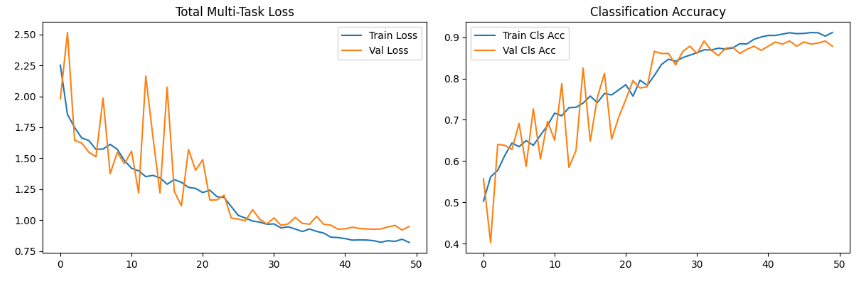 Total Multi-Task Loss
2.50
2.25
2.00
1.75
1.50
1.25
1.00
0.75
0 10 20 30 40 50
Train Loss
Val Loss
Classification Accuracy
0.9
0.8
0.7
0.6
0.5
0.4
0 10 20 30 40 50
Train Cls Acc
Val Cls Acc